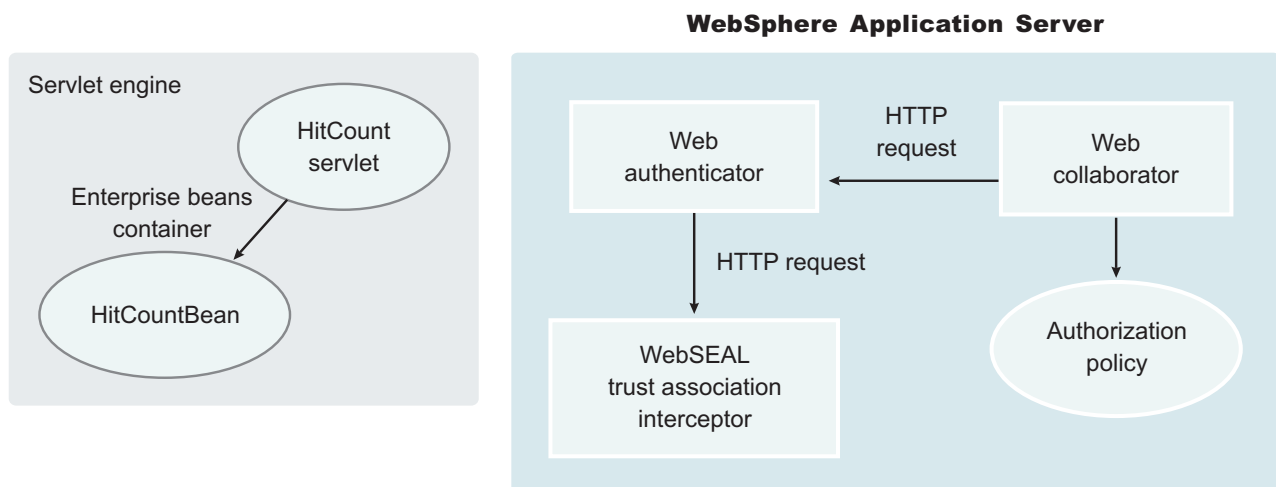 WebSphere Application Server
Servlet engine
HitCount
servlet
Enterprise beans
container
HitCountBean
Web
authenticator
HTTP
request
Web
collaborator
HTTP request
WebSEAL
trust association
interceptor
Authorization
policy